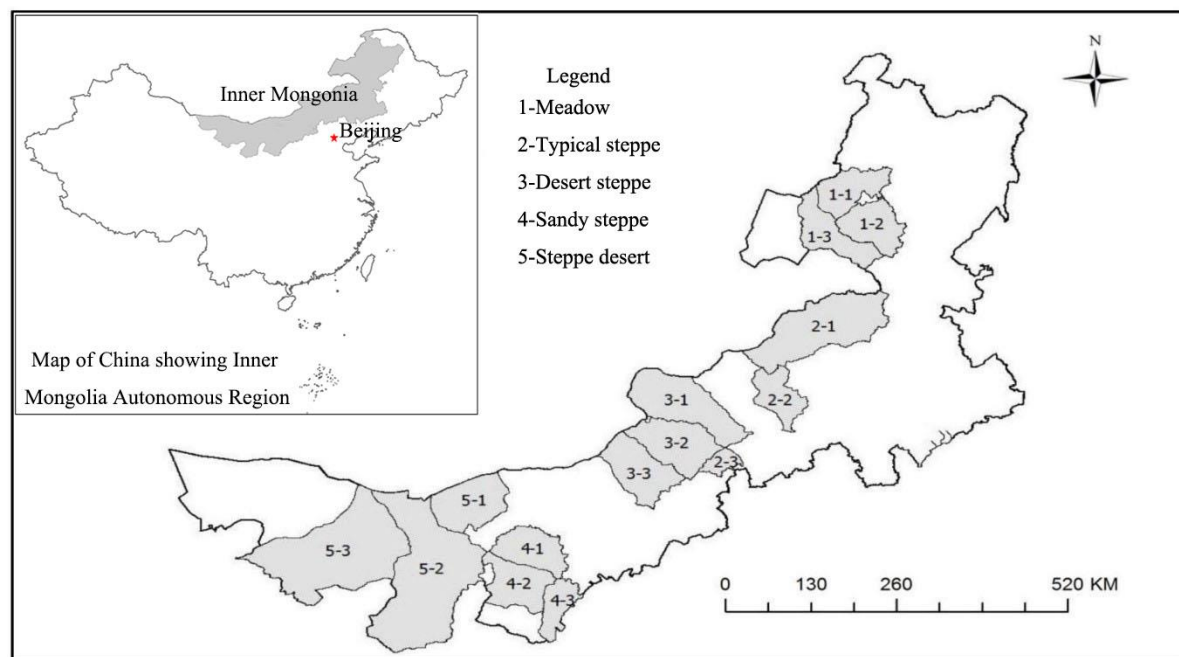 Inner Mongonia
Beijing
Map of China showing Inner
Mongolia Autonomous Region
Legend
1-Meadow
2-Typical steppe
3-Desert steppe
4-Sandy steppe
5-Steppe desert
N
1-1
1-2
1-3
2-1
2-2
3-1
3-2
2-3
3-3
5-1
5-3
5-2
4-1
4-2
4-3
0 130 260 520 KM